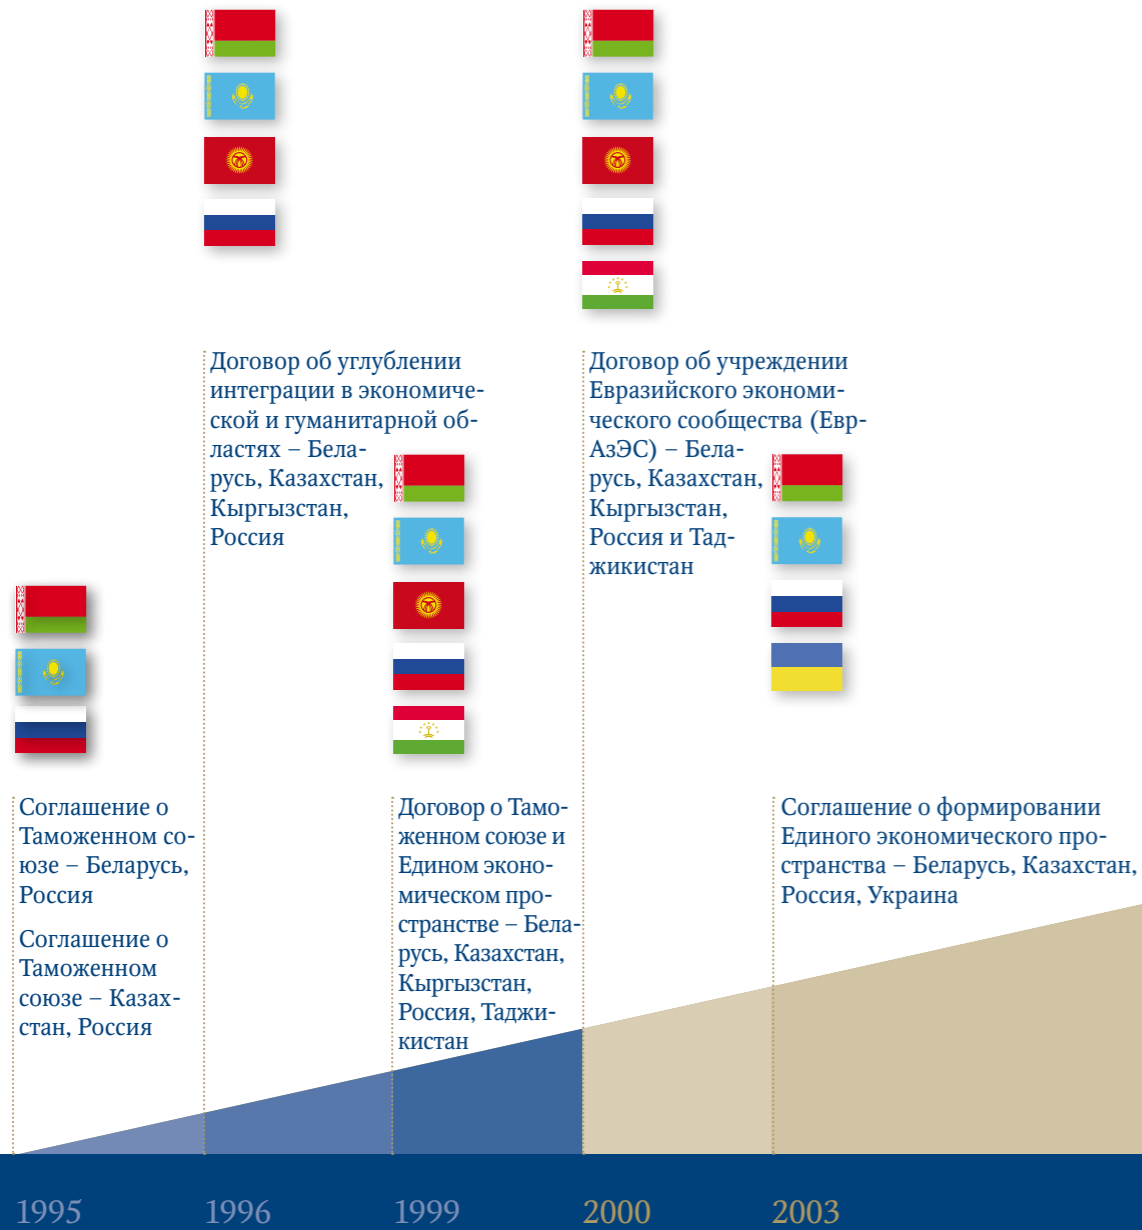 Договор об углублении
интеграции в экономиче-
ской и гуманитарной об-
ластях – Бела-
русь, Казахстан,
Кыргызстан,
Россия
Договор об учреждении
Евразийского экономи-
ческого сообщества (Евр-
АзЭС) – Бела-
русь, Казахстан,
Кыргызстан,
Россия и Тад-
жикистан
Соглашение о
Таможенном со-
юзе – Беларусь,
Россия
Соглашение о
Таможенном
союзе – Казах-
стан, Россия
Договор о Тамо-
женном союзе и
Едином эконо-
мическом про-
странстве – Бела-
русь, Казахстан,
Кыргызстан,
Россия, Таджи-
кистан
Соглашение о формировании
Единого экономического про-
странства – Беларусь, Казахстан,
Россия, Украина
1995
1996
1999
2000
2003